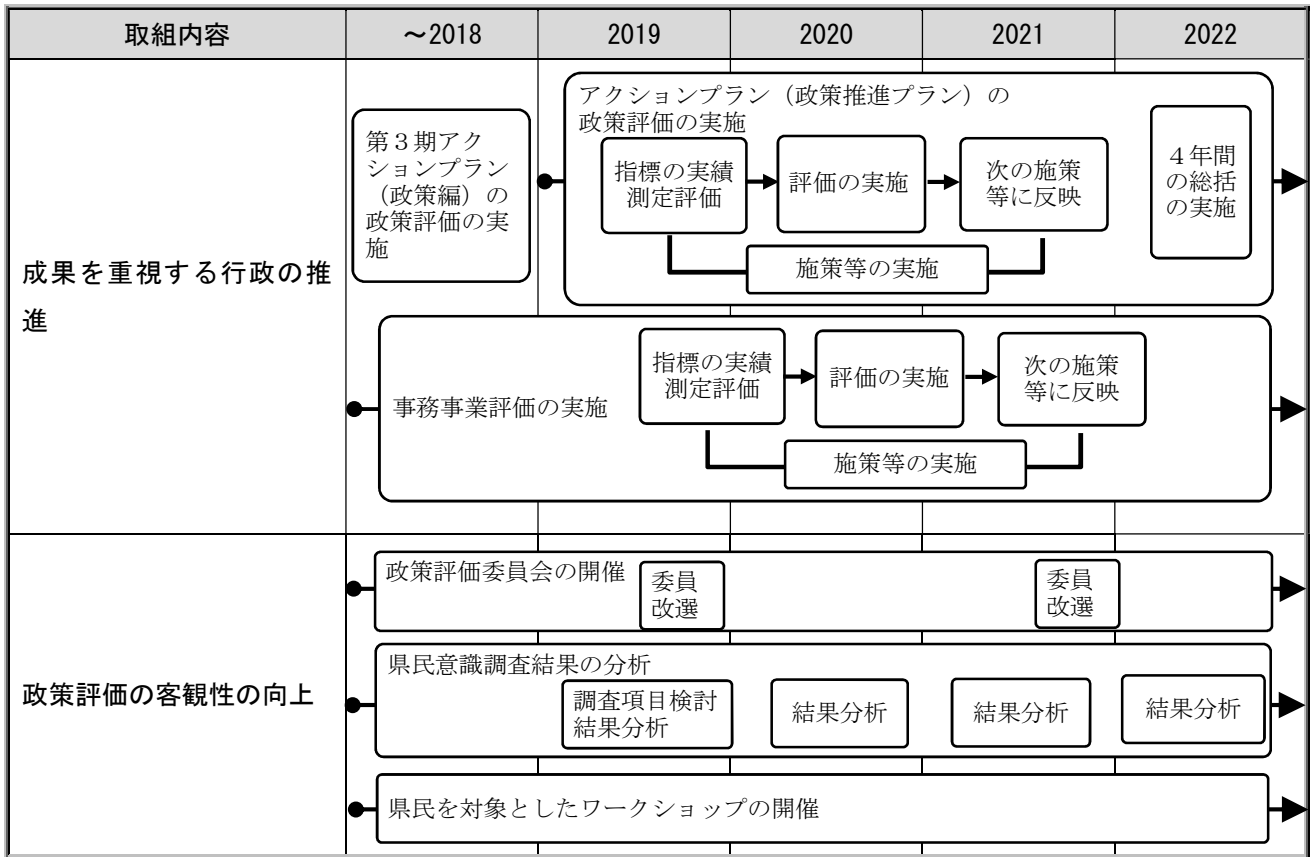 取組内容
～2018
2019
2020
2021
2022
成果を重視する行政の推
進
第３期アク
ションプラン
（政策編）の
政策評価の実
施
アクションプラン（政策推進プラン）の
政策評価の実施
指標の実績
測定評価
評価の実施
次の施策
等に反映
施策等の実施
４年間
の総括
の実施
事務事業評価の実施
指標の実績
測定評価
評価の実施
次の施策
等に反映
施策等の実施
政策評価の客観性の向上
政策評価委員会の開催
委員
改選
委員
改選
県民意識調査結果の分析
調査項目検討
結果分析
結果分析
結果分析
結果分析
県民を対象としたワークショップの開催